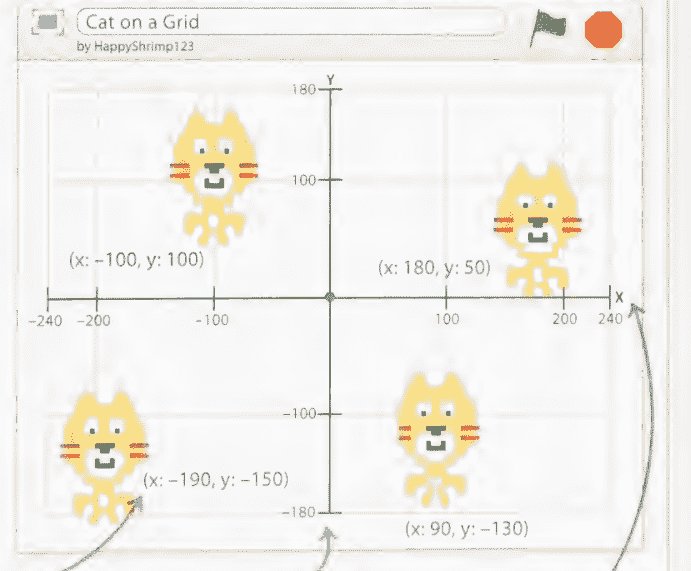 Cat on a Grid
by HappyShrimp123
Y
180
100
(x: −100, y: 100)
(x: 180, y: 50)
X
−240 −200 -100 100 200 240
−100
(x: −190, y: −150)
−180
(x: 90, y: −130)